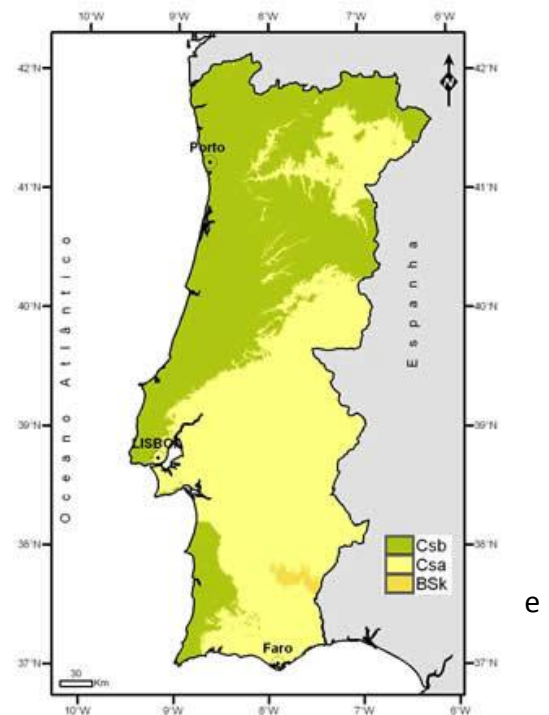 10°W 9°W 8°W 7°W 6°W
42°N 42°N
N
Porto
41°N 41°N
Oceano Atlântico
Espanha
40°N 40°N
39°N 39°N
LISBOA
38°N 38°N
Csb
Csa
BSk
e
Faro
37°N 37°N
30
Km
10°W 9°W 8°W 7°W 6°W